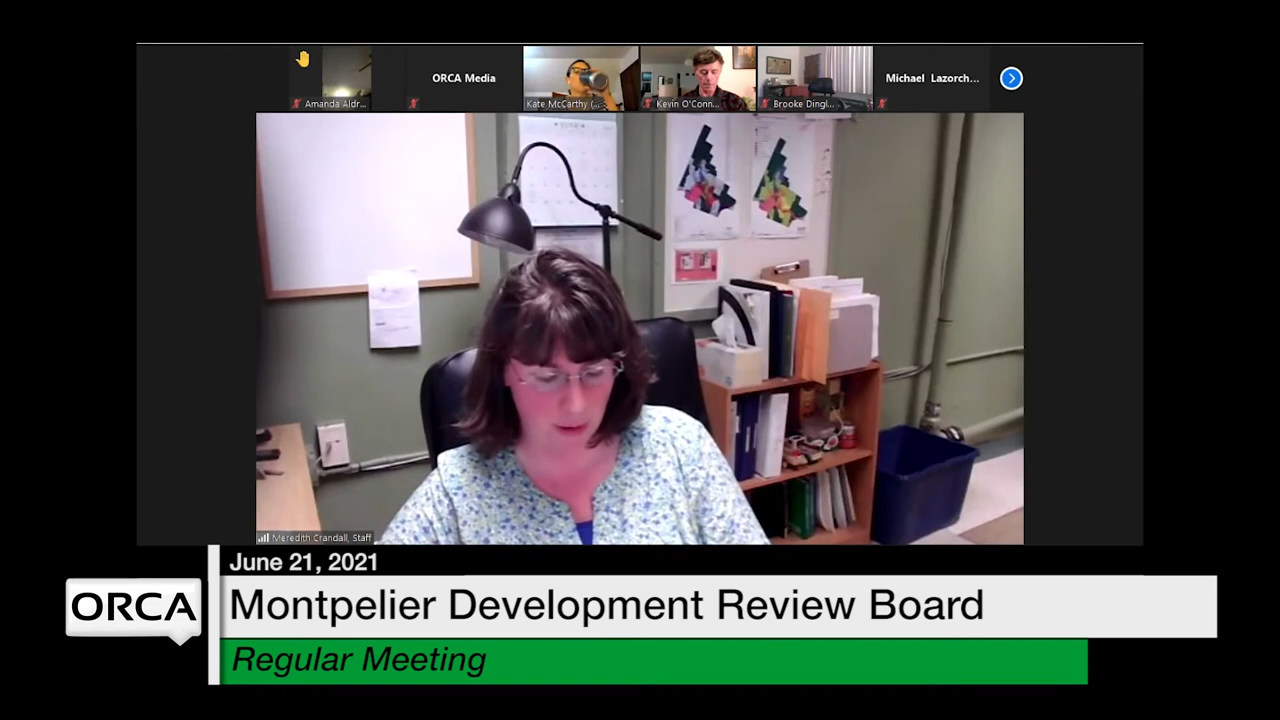 ORCA Media
Michael Lazorch...
Amanda Aldr...
Kate McCarthy (...
Kevin O'Conn...
Brooke Dingl...
Meredith Crandall, Staff
June 21, 2021
ORCA
Montpelier Development Review Board
Regular Meeting